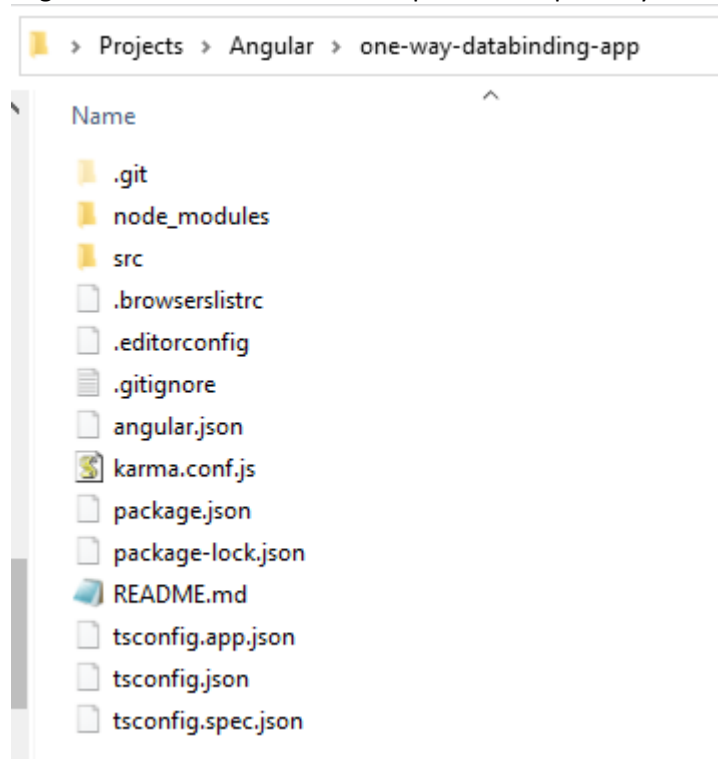 > Projects > Angular > one-way-databinding-app
Name
.git
node_modules
src
.browserslistrc
.editorconfig
.gitignore
angular.json
karma.conf.js
package.json
package-lock.json
README.md
tsconfig.app.json
tsconfig.json
tsconfig.spec.json